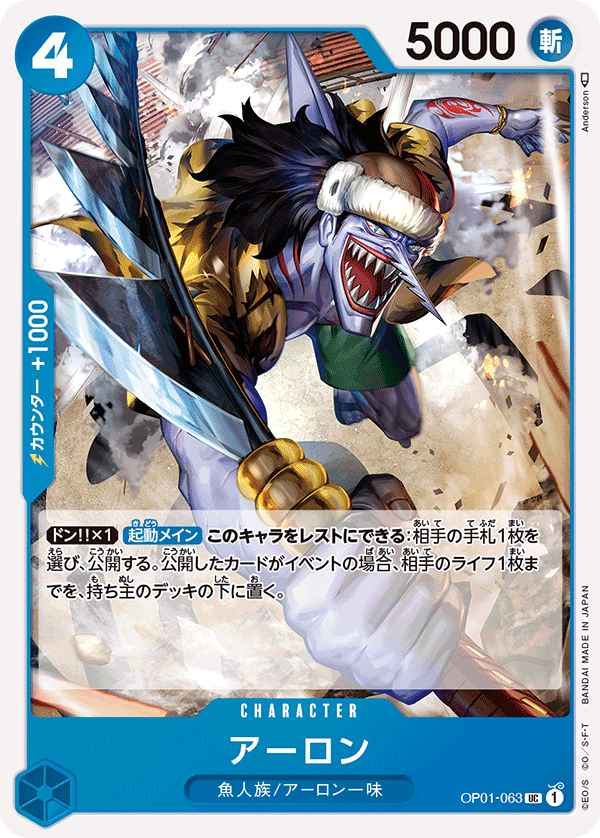 4
5000
斬
Anderson
カウンター +1000
ドン!!×1 起動メイン このキャラをレストにできる:相手の手札1枚を
選び、公開する。公開したカードがイベントの場合、相手のライフ1枚ま
でを、持ち主のデッキの下に置く。
CHARACTER
アーロン
魚人族/アーロン一味
OP01-063 UC 1
©E.O/S ©O/S・F・T BANDAI MADE IN JAPAN